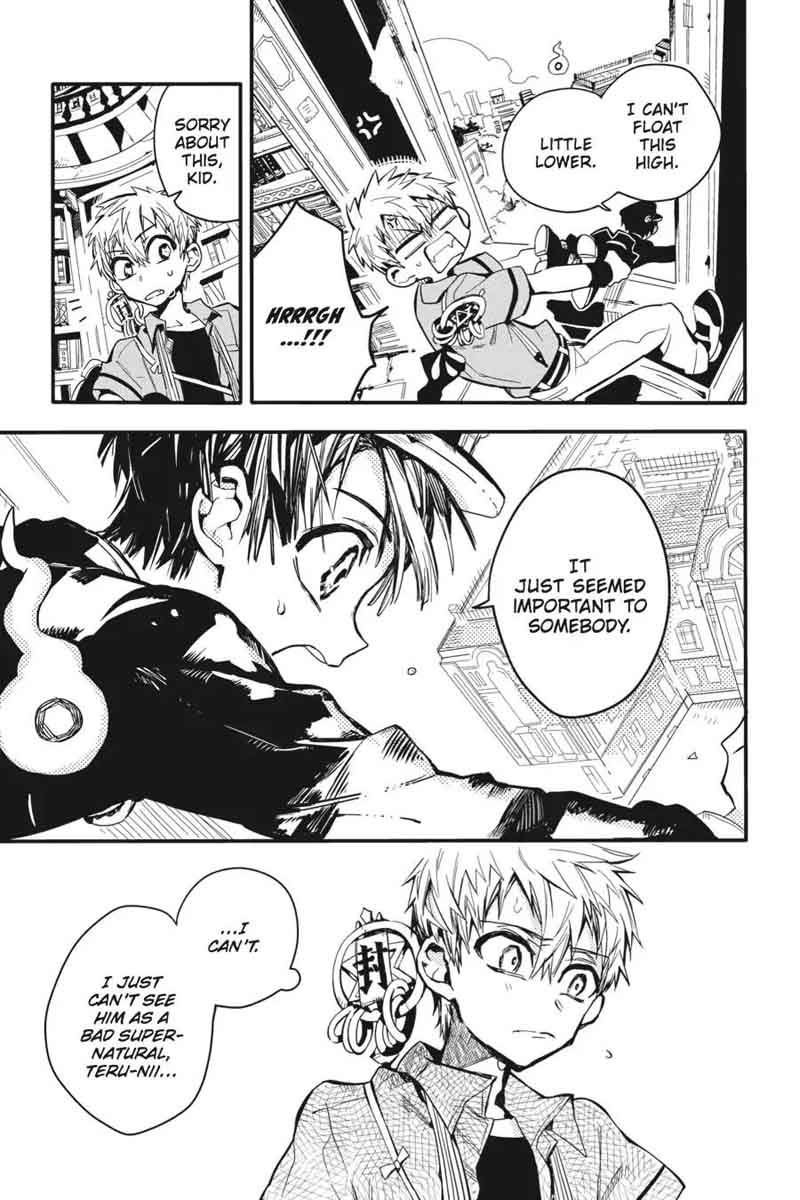 I CAN'T
FLOAT
THIS
HIGH.
LITTLE
LOWER.
HRRRGH
....!!!
SORRY
ABOUT
THIS,
KID.
IT
JUST SEEMED
IMPORTANT TO
SOMEBODY.
封
...I
CAN'T.
I JUST
CAN'T SEE
HIM AS A
BAD SUPER-
NATURAL,
TERU-NII...